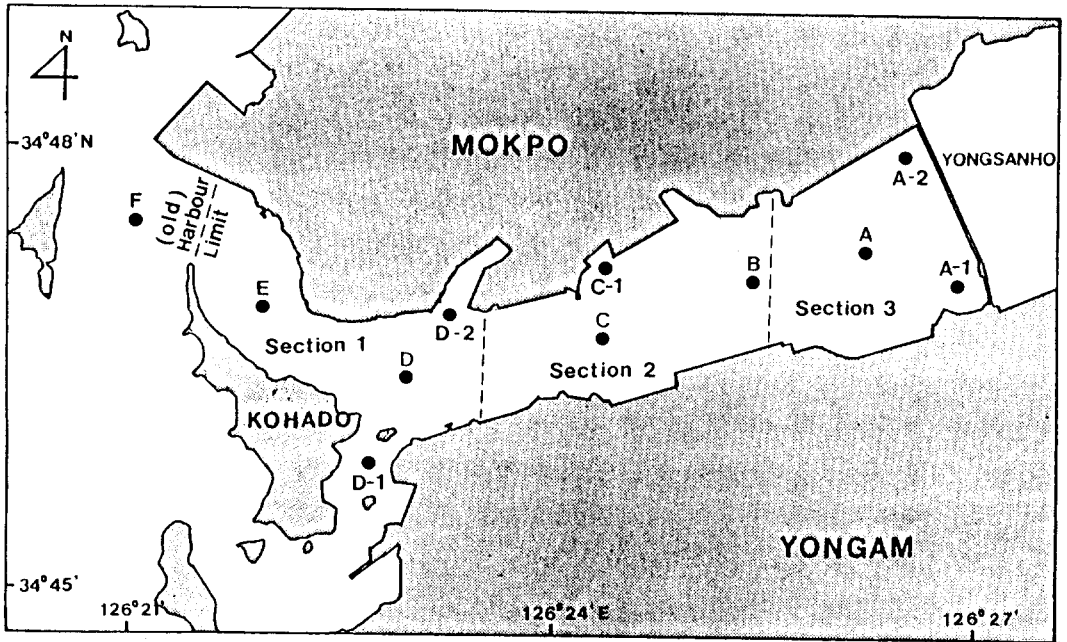 N
34°48'N
MOKPO
YONGSANHO
A-2
F
(old)
Harbour
Limit
A
A-1
B
C-1
E
Section 3
D-2
C
Section 1
D
Section 2
KOHADO
D-1
YONGAM
34°45'
126°21'
126°24'E
126°27'